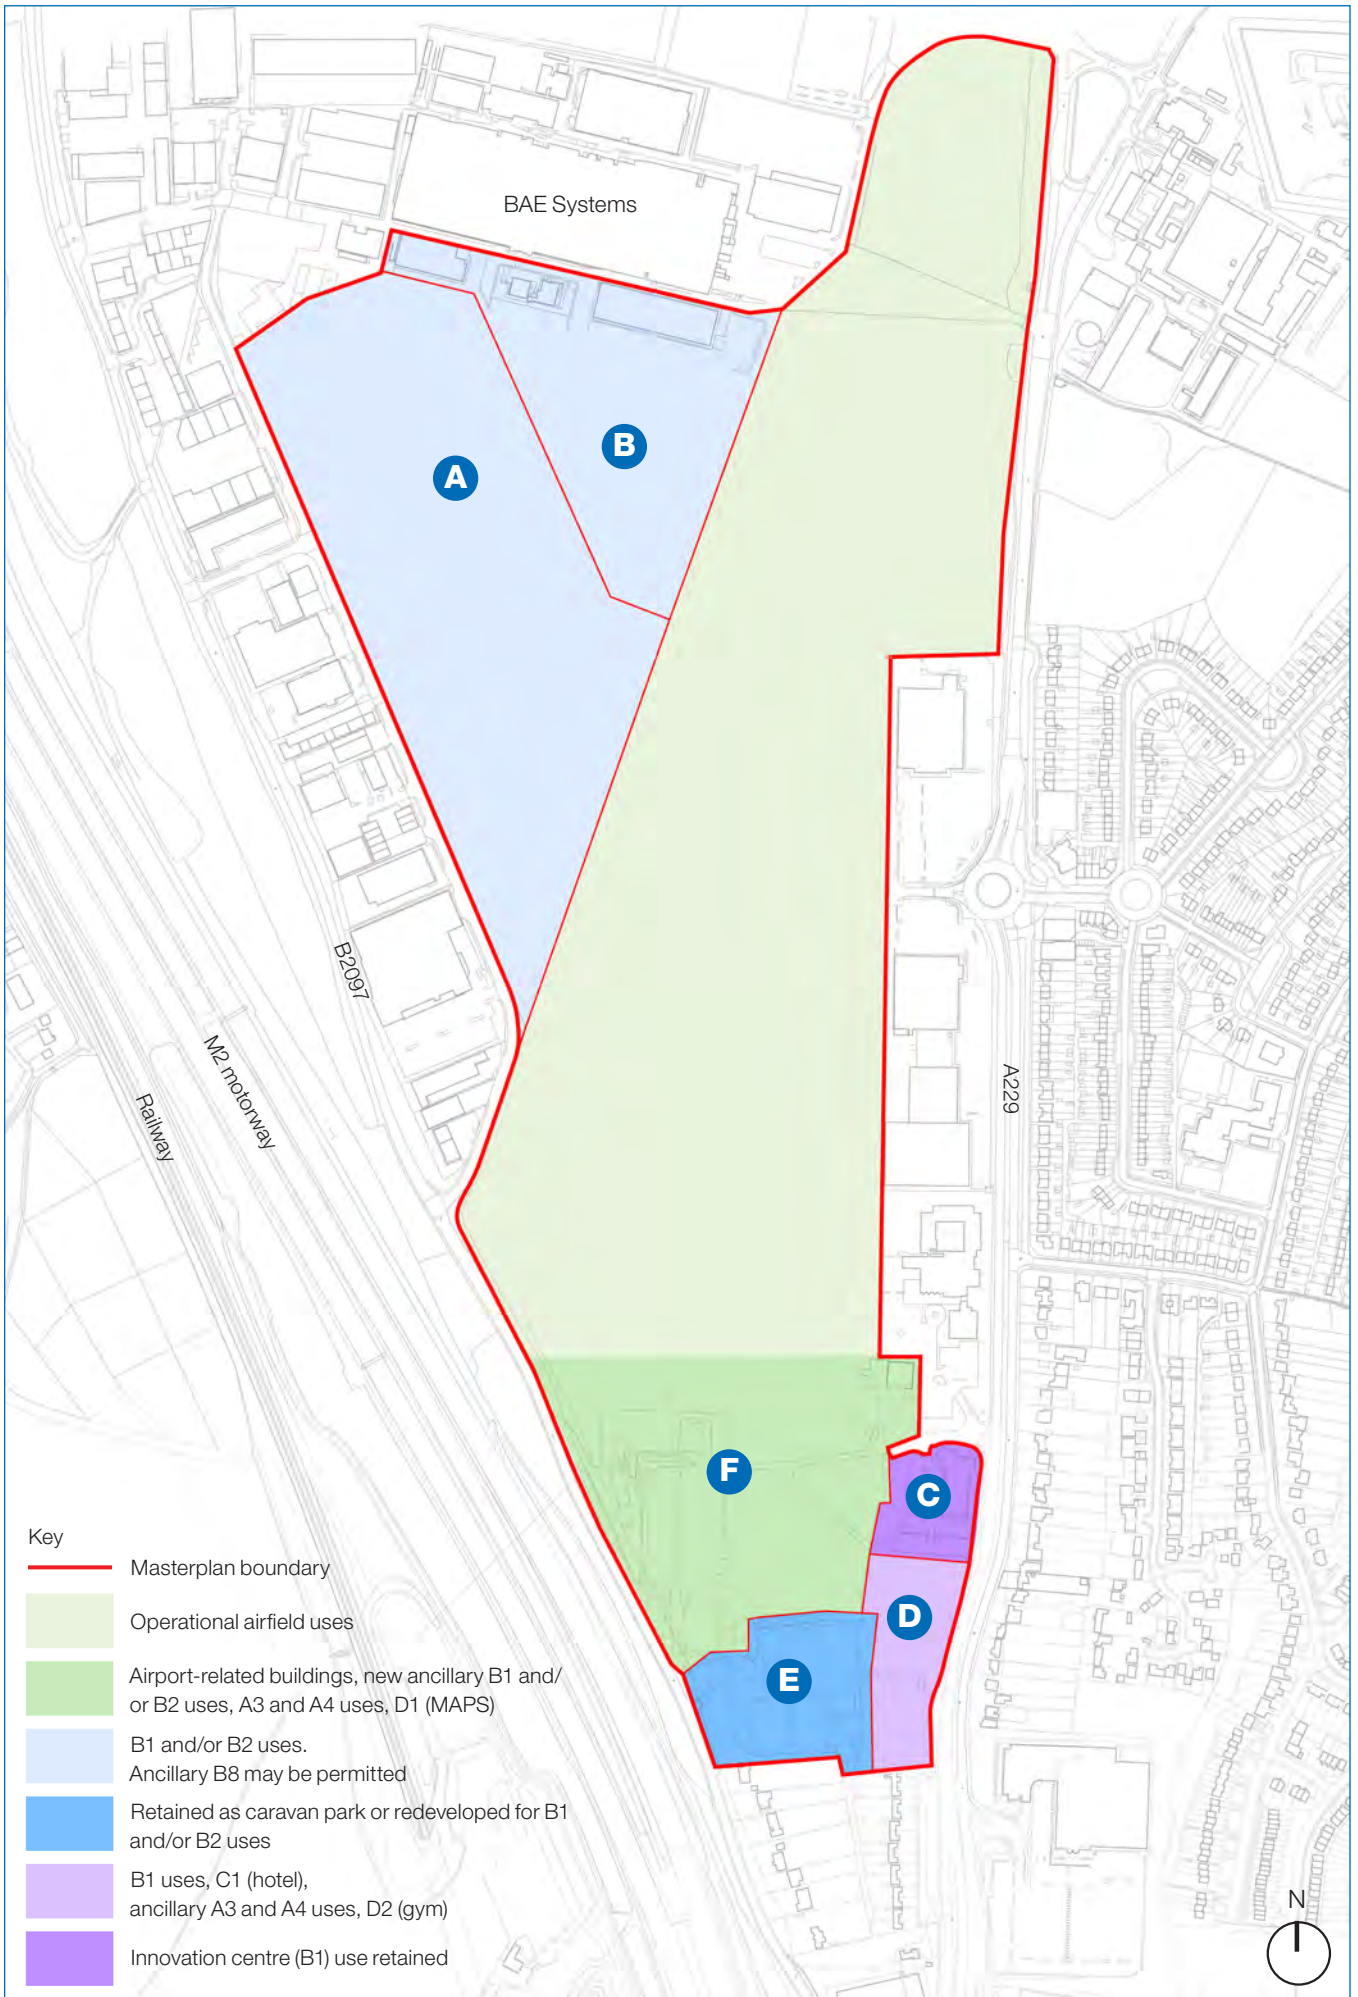 BAE Systems
B
A
B2097
M2 motorway
A229
Railway
F
C
D
E
Key
Masterplan boundary
Operational airfield uses
Airport-related buildings, new ancillary B1 and/
or B2 uses, A3 and A4 uses, D1 (MAPS)
B1 and/or B2 uses.
Ancillary B8 may be permitted
Retained as caravan park or redeveloped for B1
and/or B2 uses
B1 uses, C1 (hotel),
ancillary A3 and A4 uses, D2 (gym)
Innovation centre (B1) use retained
N